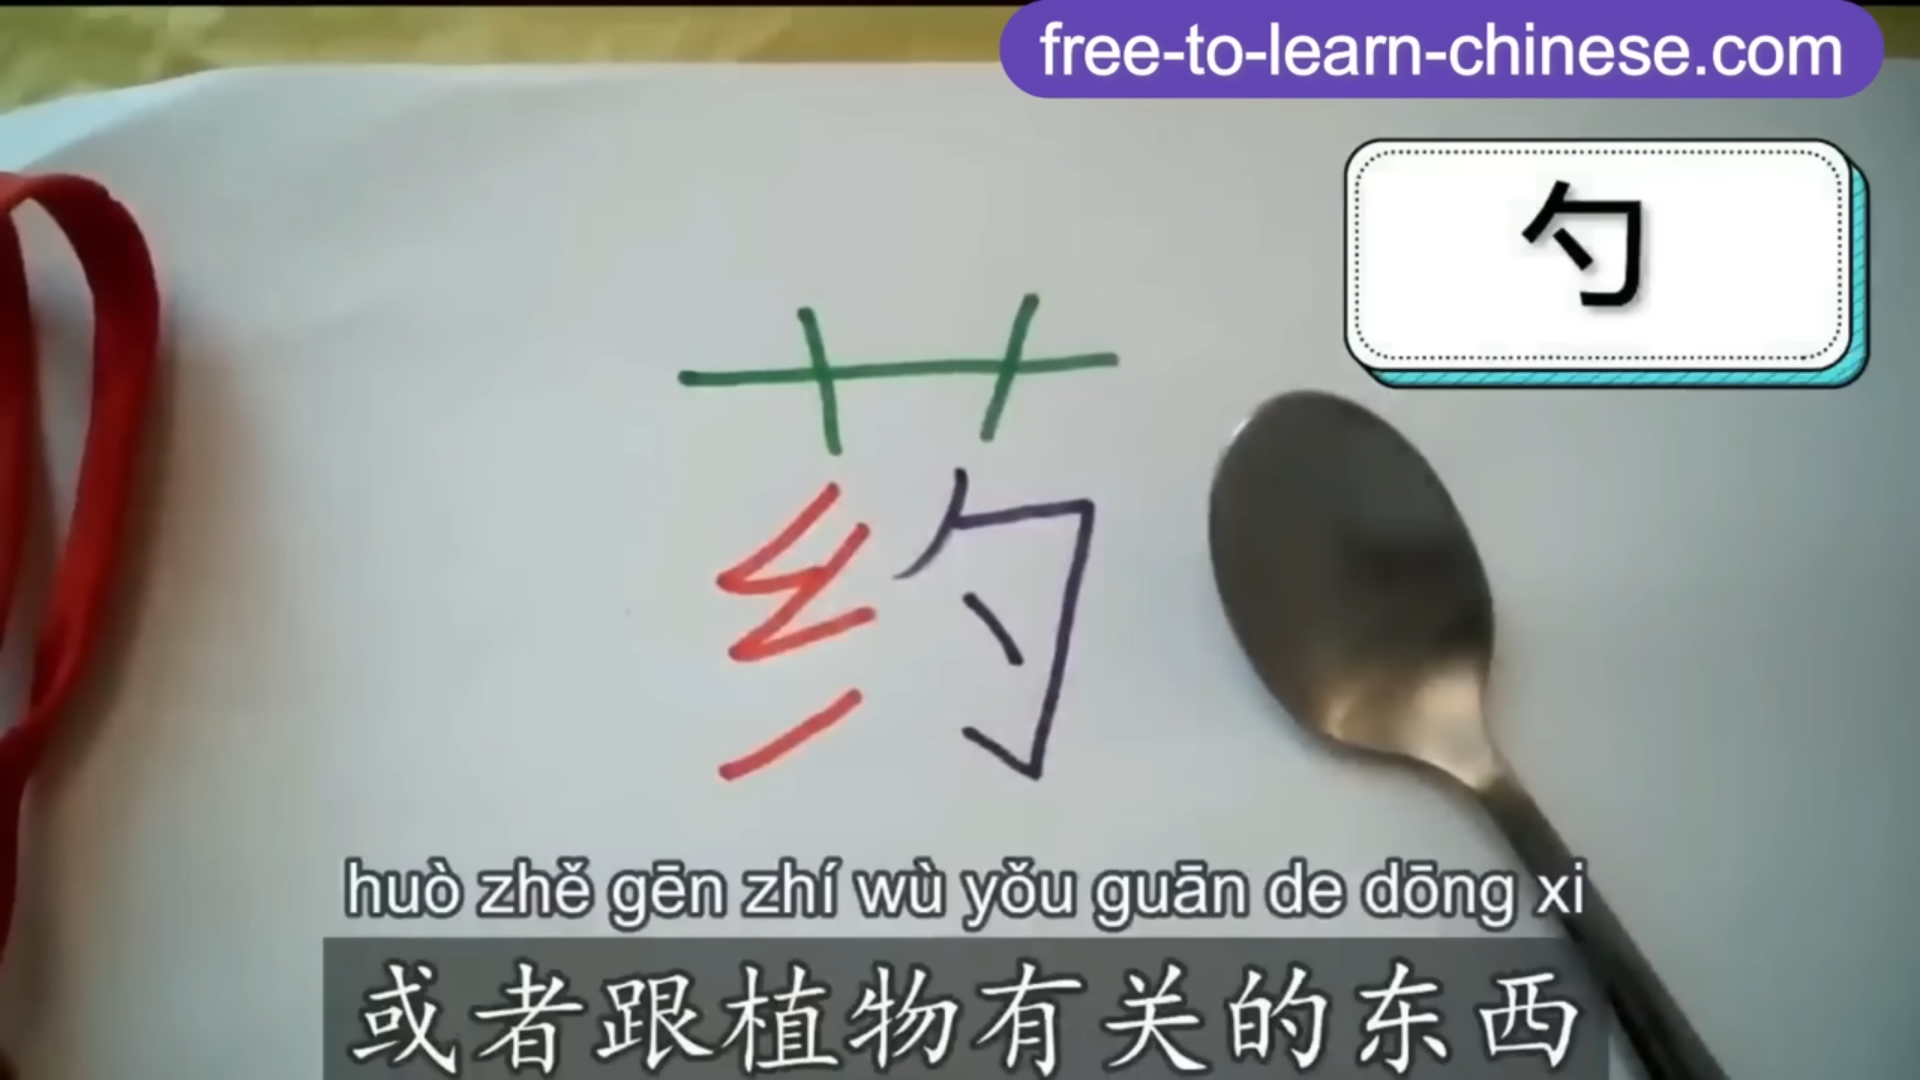 free-to-learn-chinese.com
勺
药
huò zhě gēn zhí wù yǒu guān de dōng xi
或者跟植物有关的东西